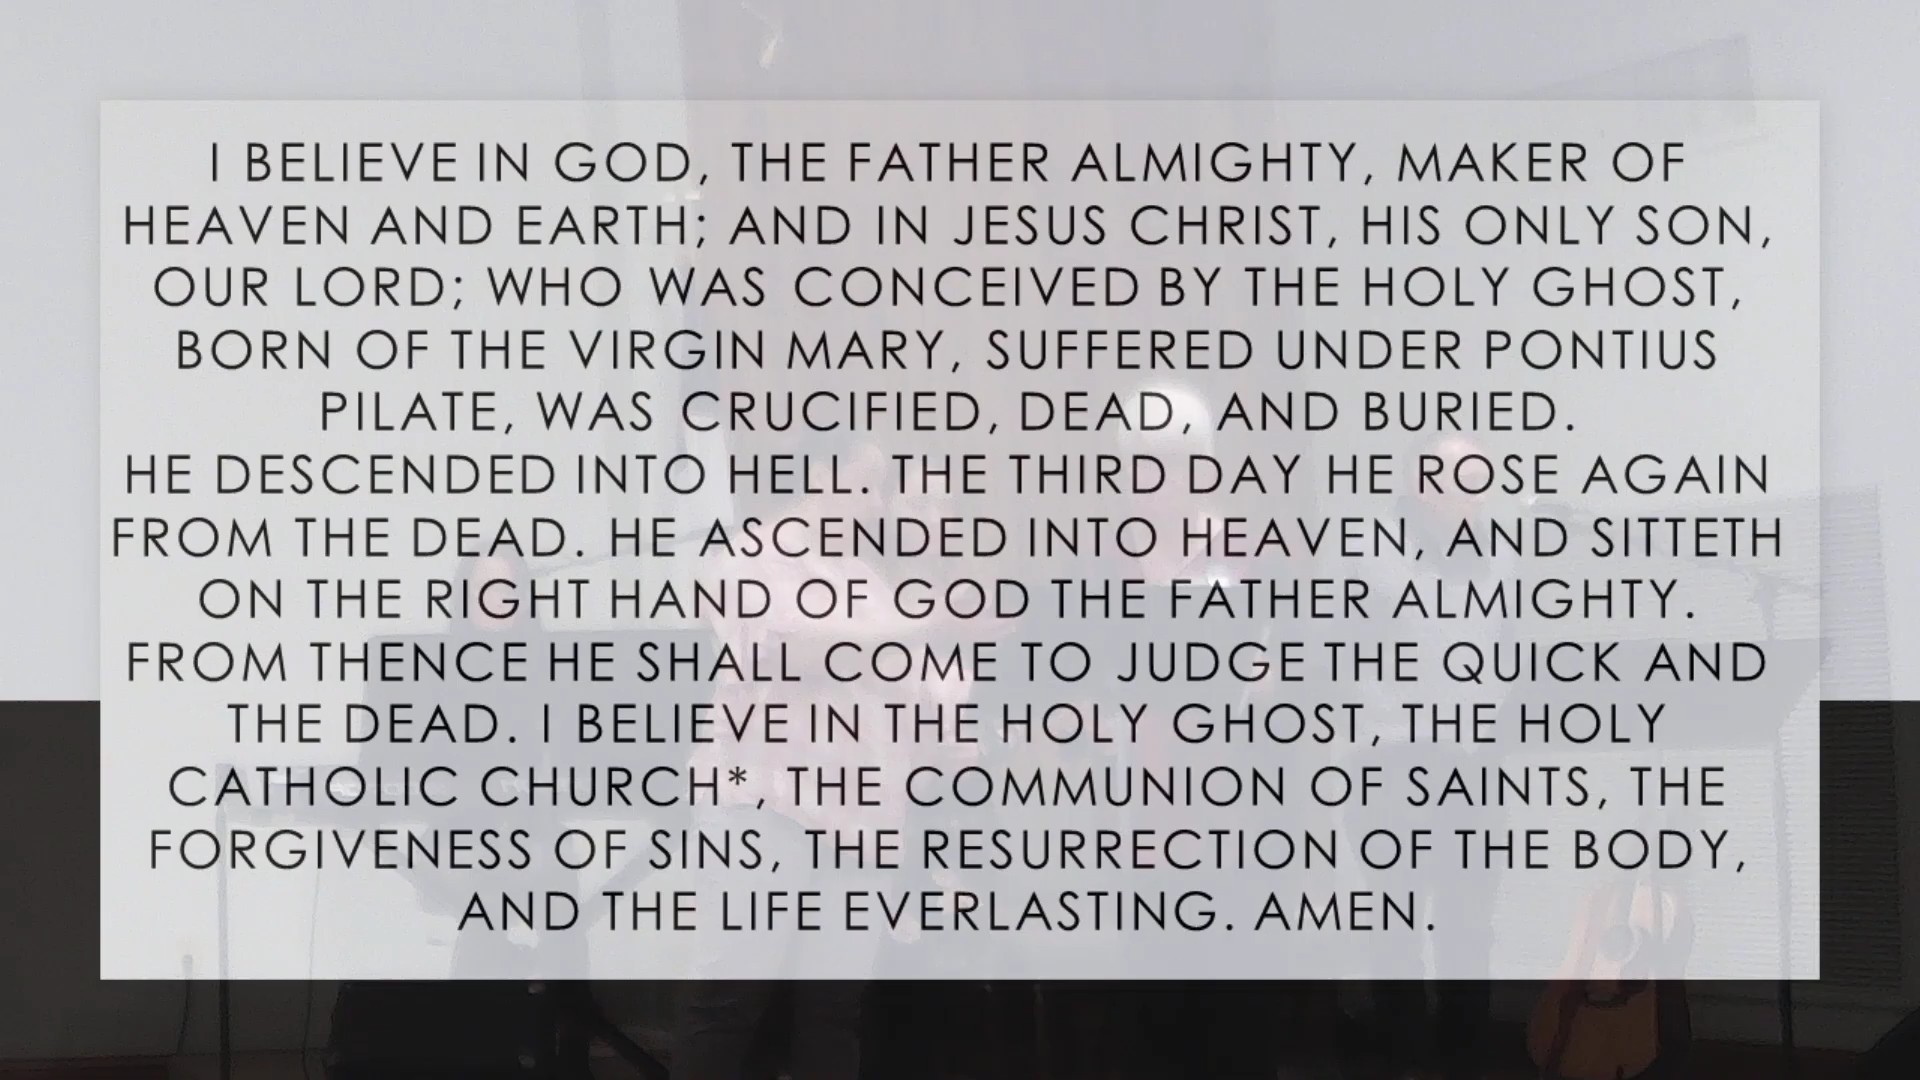 I BELIEVE IN GOD, THE FATHER ALMIGHTY, MAKER OF
HEAVEN AND EARTH; AND IN JESUS CHRIST, HIS ONLY SON,
OUR LORD; WHO WAS CONCEIVED BY THE HOLY GHOST,
BORN OF THE VIRGIN MARY, SUFFERED UNDER PONTIUS
PILATE, WAS CRUCIFIED, DEAD, AND BURIED.
HE DESCENDED INTO HELL. THE THIRD DAY HE ROSE AGAIN
FROM THE DEAD. HE ASCENDED INTO HEAVEN, AND SITTETH
ON THE RIGHT HAND OF GOD THE FATHER ALMIGHTY.
FROM THENCE HE SHALL COME TO JUDGE THE QUICK AND
THE DEAD. I BELIEVE IN THE HOLY GHOST, THE HOLY
CATHOLIC CHURCH*, THE COMMUNION OF SAINTS, THE
FORGIVENESS OF SINS, THE RESURRECTION OF THE BODY,
AND THE LIFE EVERLASTING. AMEN.